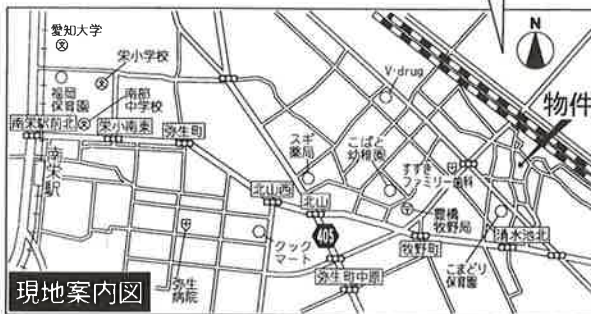 愛知大学
栄小学校
福岡
保育園
南部
中学校
南栄駅前北
栄小南東
弥生町
南栄駅
V・drug
スギ
薬局
こばと
幼稚園
すずき
ファミリー歯科
物件
N
北山西
北山
405
クック
マート
弥生
病院
弥生町中原
豊橋
牧野局
牧野町
清水池北
こまどり
保育園
現地案内図